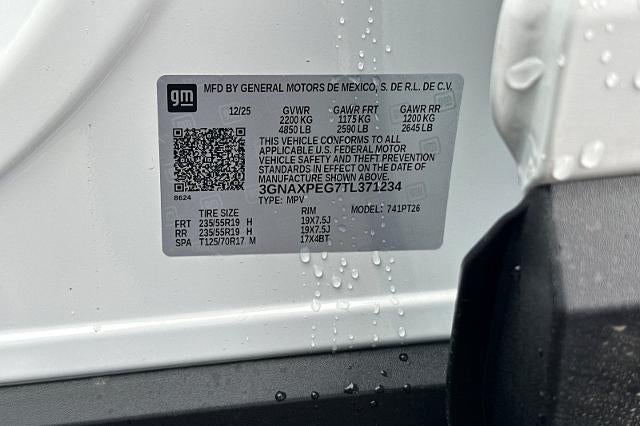 gm MFD BY GENERAL MOTORS DE MEXICO, S. DE R.L. DE C.V.
12/25 GVWR GAWR FRT GAWR RR
2200 KG 1175 KG 1200 KG
4850 LB 2590 LB 2645 LB
THIS VEHICLE CONFORMS TO ALL
APPLICABLE U.S. FEDERAL MOTOR
VEHICLE SAFETY AND THEFT PREVENTION
STANDARDS IN EFFECT ON THE DATE OF
MANUFACTURE SHOWN ABOVE.
3GNAXPEG7TL371234
8624 TYPE: MPV MODEL: 741PT26
TIRE SIZE RIM
FRT 235/55R19 H 19X7.5J
RR 235/55R19 H 19X7.5J
SPA T125/70R17 M 17X4BT